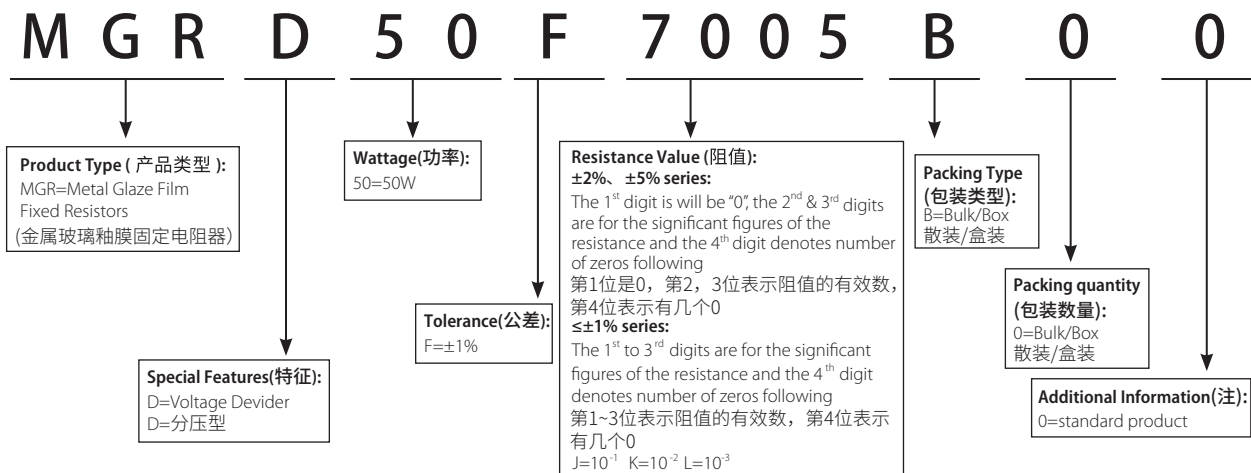 M G R D 5 0 F 7 0 0 5 B 0 0
Product Type ( 产品类型 ):
MGR=Metal Glaze Film
Fixed Resistors
(金属玻璃釉膜固定电阻器)
Special Features(特征):
D=Voltage Devider
D=分压型
Wattage(功率):
50=50W
Tolerance(公差):
F=±1%
Resistance Value (阻值):
±2%、±5% series:
The 1st digit is will be “0”, the 2nd & 3rd digits
are for the significant figures of the
resistance and the 4th digit denotes number
of zeros following
第1位是0，第2，3位表示阻值的有效数，
第4位表示有几个0
≤±1% series:
The 1st to 3rd digits are for the significant
figures of the resistance and the 4th digit
denotes number of zeros following
第1~3位表示阻值的有效数，第4位表示
有几个0
J=10-1 K=10-2 L=10-3
Packing Type
(包装类型):
B=Bulk/Box
散装/盒装
Packing quantity
(包装数量):
0=Bulk/Box
散装/盒装
Additional Information(注):
0=standard product